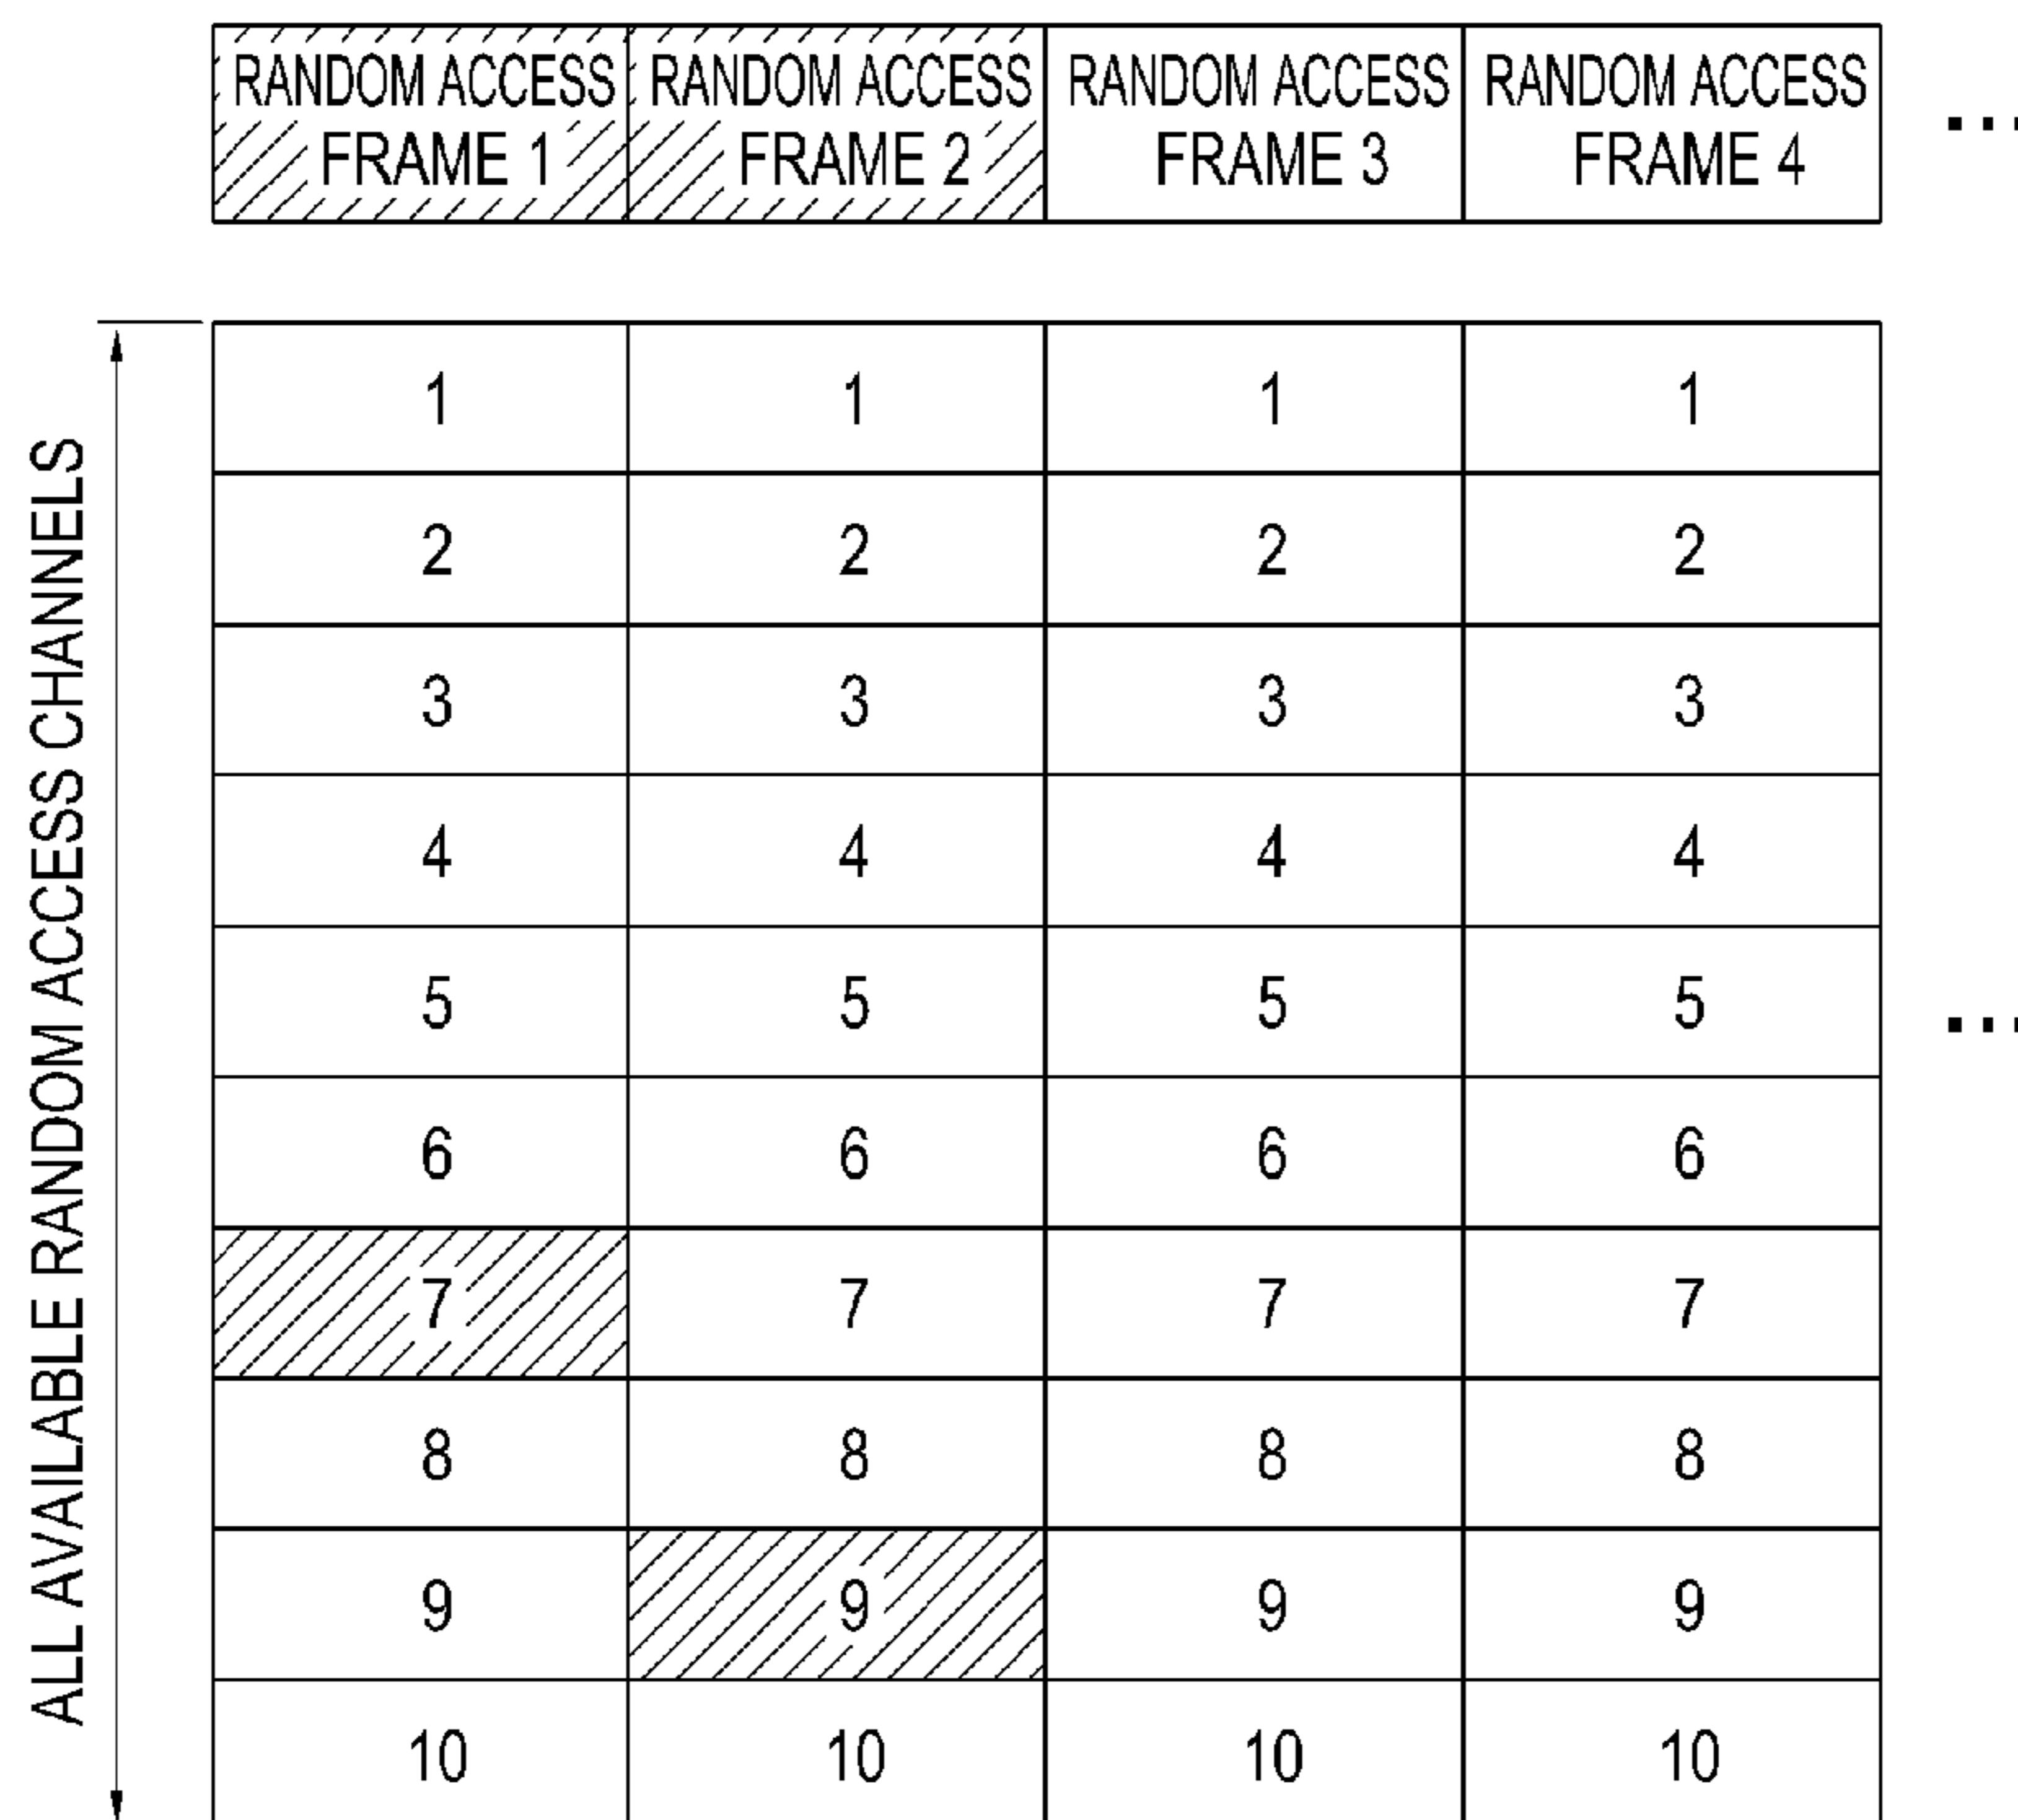 RANDOM ACCESS FRAME 1 RANDOM ACCESS FRAME 2 RANDOM ACCESS FRAME 3 RANDOM ACCESS FRAME 4 ...
ALL AVAILABLE RANDOM ACCESS CHANNELS
1 1 1 1
2 2 2 2
3 3 3 3
4 4 4 4
5 5 5 5 ...
6 6 6 6
7 7 7 7
8 8 8 8
9 9 9 9
10 10 10 10